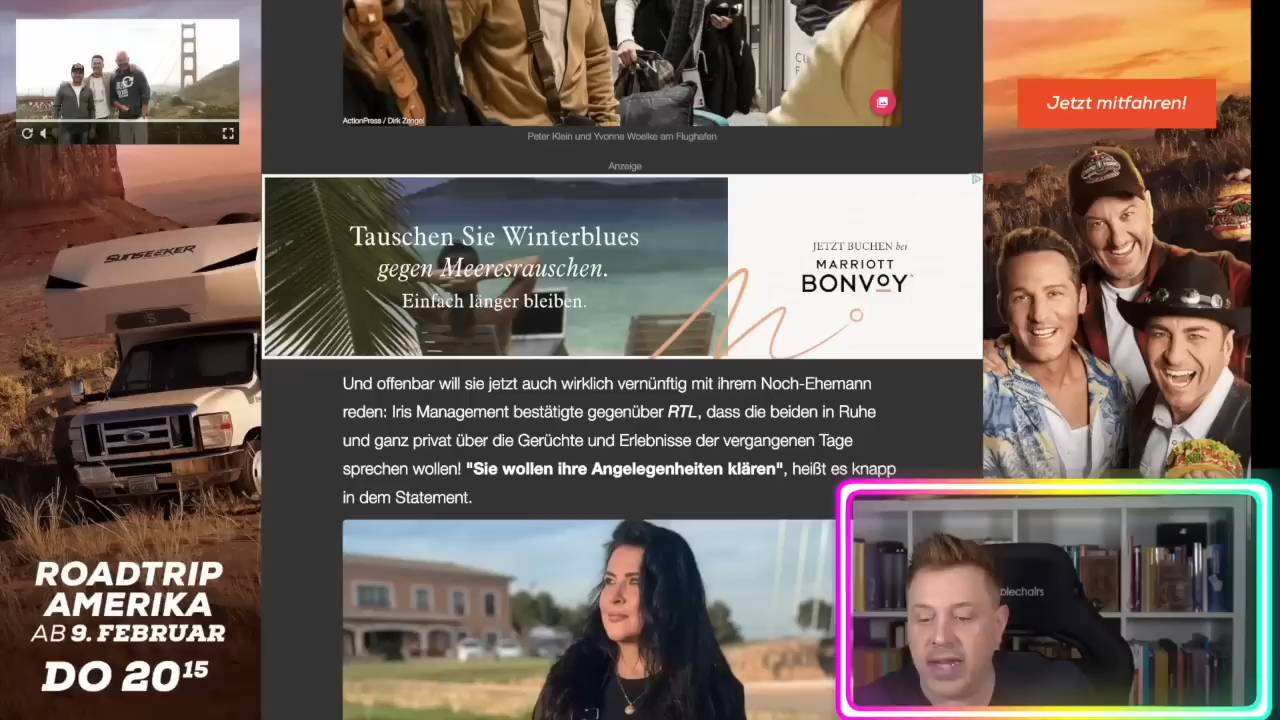 ActionPress / Dirk Zengel
Peter Klein und Yvonne Woelke am Flughafen
Anzeige
Jetzt mitfahren!
Tauschen Sie Winterblues
gegen Meeresrauschen.
Einfach länger bleiben.
JETZT BUCHEN bei
MARRIOTT
BONVOY
SUNSEEKER
Und offenbar will sie jetzt auch wirklich vernünftig mit ihrem Noch-Ehemann
reden: Iris Management bestätigte gegenüber RTL, dass die beiden in Ruhe
und ganz privat über die Gerüchte und Erlebnisse der vergangenen Tage
sprechen wollen! "Sie wollen ihre Angelegenheiten klären", heißt es knapp
in dem Statement.
ROADTRIP
AMERIKA
AB 9. FEBRUAR
DO 20 15
blechairs